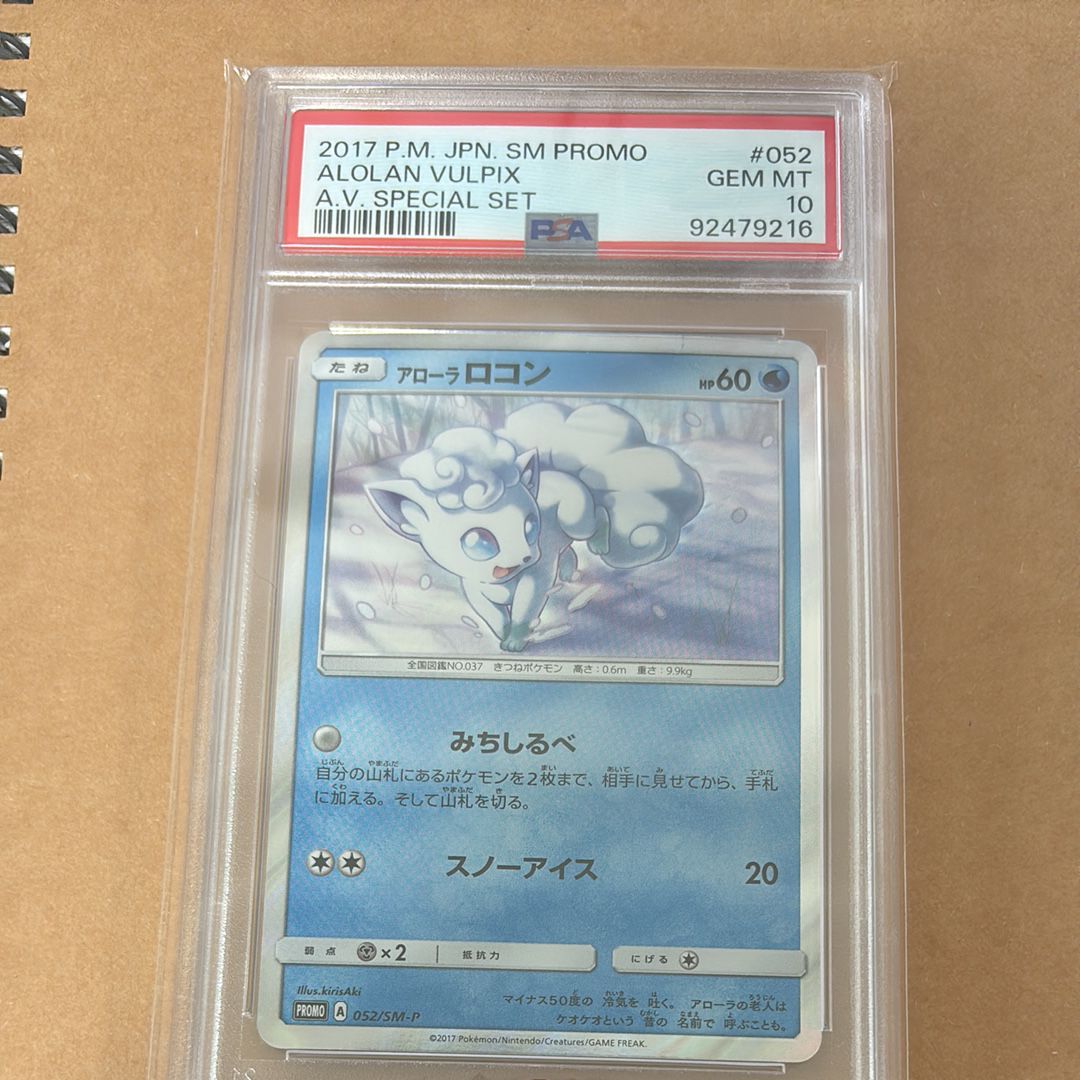 2017 P.M. JPN. SM PROMO #052
ALOLAN VULPIX GEM MT
A.V. SPECIAL SET 10
PSA 92479216
たね アローラ ロコン HP60
全国図鑑NO.037 きつねポケモン 高さ:0.6m 重さ:9.9kg
みちしるべ
自分の山札にあるポケモンを2枚まで、相手に見せてから、手札
に加える。そして山札を切る。
スノーアイス 20
弱点 ×2 抵抗力 にげる
Illus.kirisAki
マイナス50度の 冷気を 吐く。 アローラの老人は
PROMO A 052/SM-P ケオケオという 昔の 名前で 呼ぶことも。
©2017 Pokémon/Nintendo/Creatures/GAME FREAK.